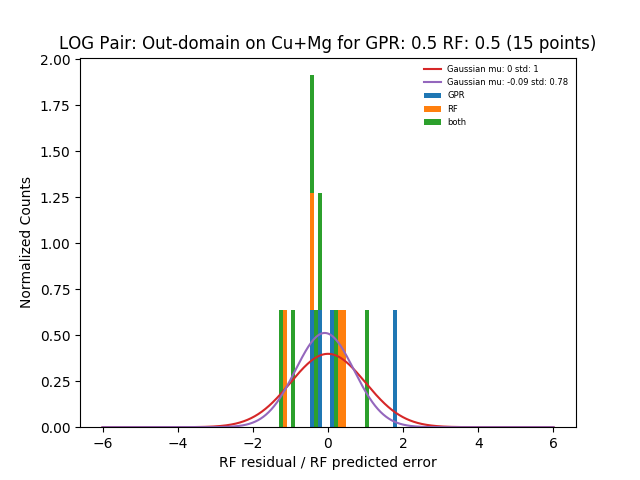 LOG Pair: Out-domain on Cu+Mg for GPR: 0.5 RF: 0.5 (15 points)
Normalized Counts
2.00
1.75
1.50
1.25
1.00
0.75
0.50
0.25
0.00
Gaussian mu: 0 std: 1
Gaussian mu: -0.09 std: 0.78
GPR
RF
both
−6 −4 −2 0 2 4 6
RF residual / RF predicted error